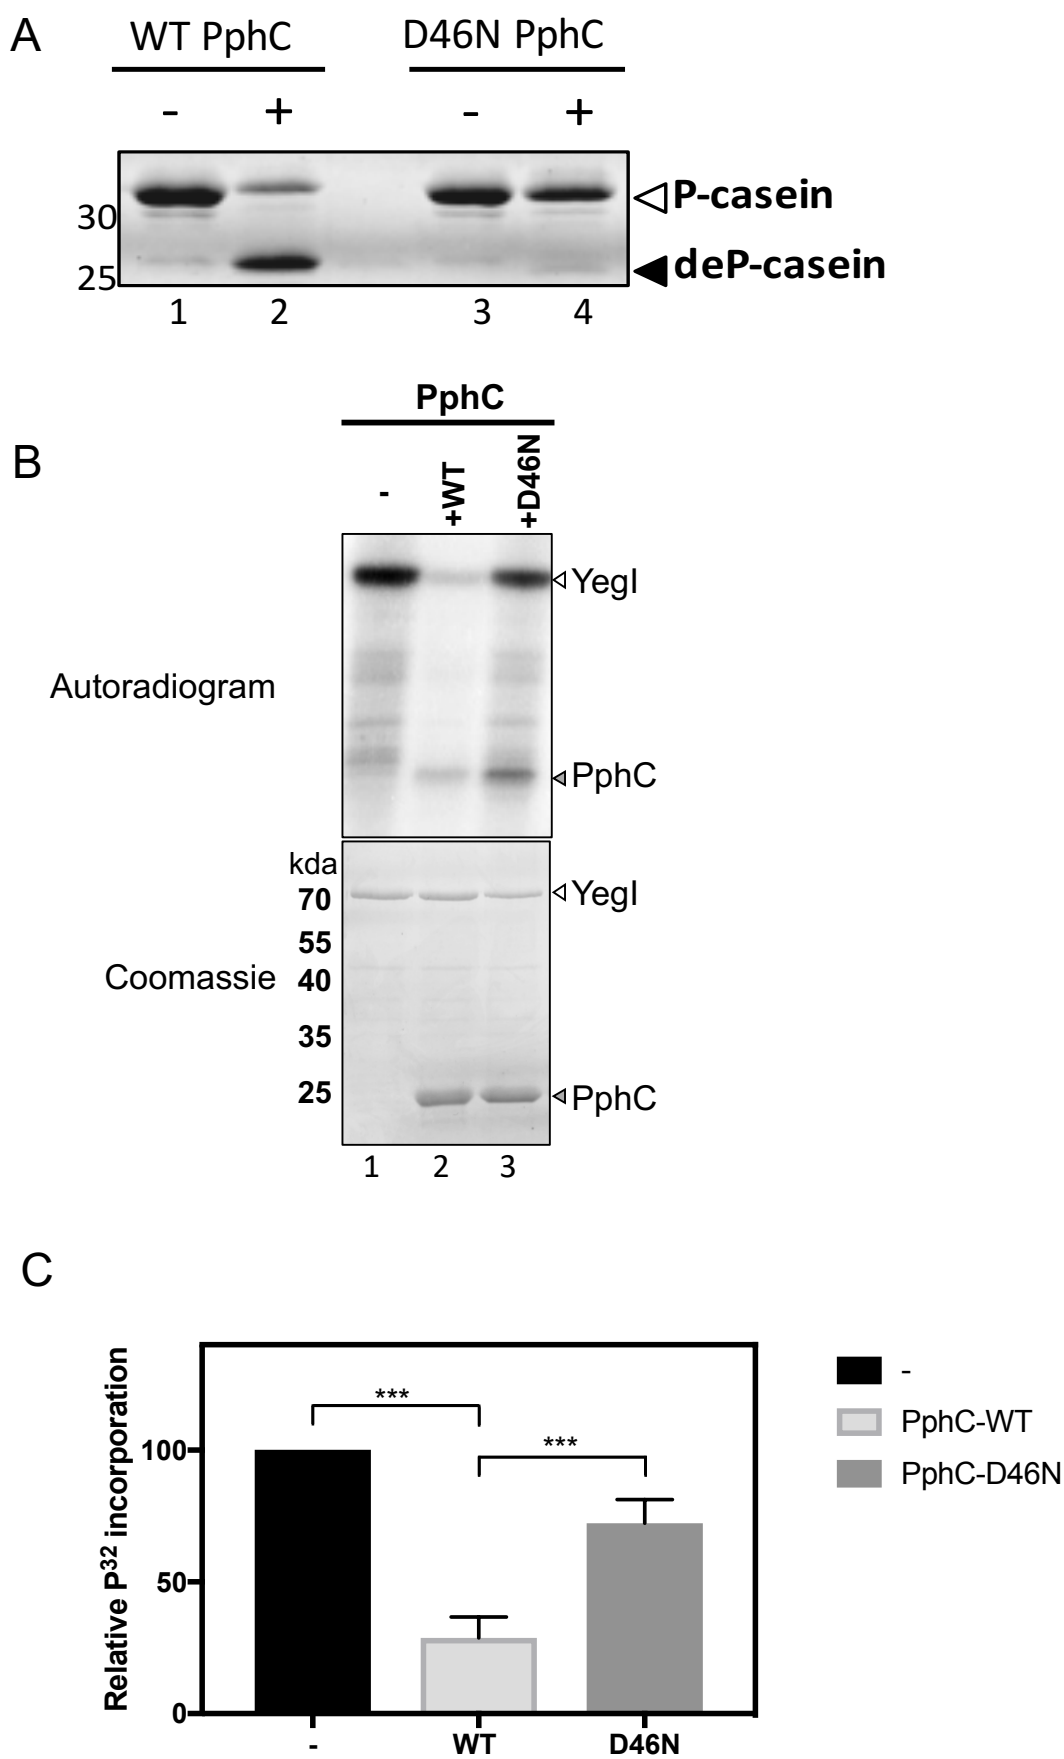 A
WT PphC D46N PphC
- + - +
30 P-casein
25 deP-casein
1 2 3 4
B
PphC
- +WT +D46N
YegI
Autoradiogram
PphC
kda
70 YegI
55
Coomassie 40
35
25 PphC
1 2 3
C
Relative P³² incorporation
*** 
***
100
50
0
- WT D46N
-
PphC-WT
PphC-D46N